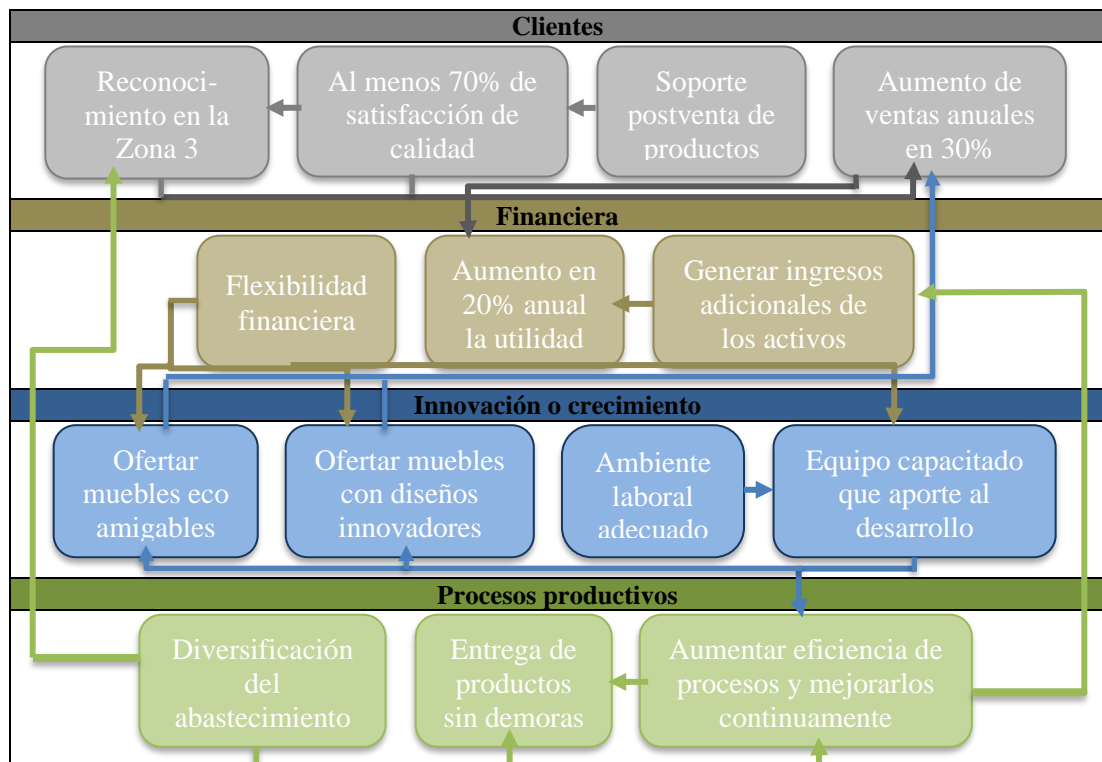 Clientes
Reconoci-
miento en la
Zona 3
Al menos 70% de
satisfacción de
calidad
Soporte
postventa de
productos
Aumento de
ventas anuales
en 30%
Financiera
Flexibilidad
financiera
Aumento en
20% anual
la utilidad
Generar ingresos
adicionales de
los activos
Innovación o crecimiento
Ofertar
muebles eco
amigables
Ofertar muebles
con diseños
innovadores
Ambiente
laboral
adecuado
Equipo capacitado
que aporte al
desarrollo
Procesos productivos
Diversificación
del
abastecimiento
Entrega de
productos
sin demoras
Aumentar eficiencia de
procesos y mejorarlos
continuamente